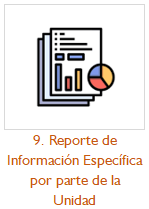 9. Reporte de
Información Específica
por parte de la
Unidad